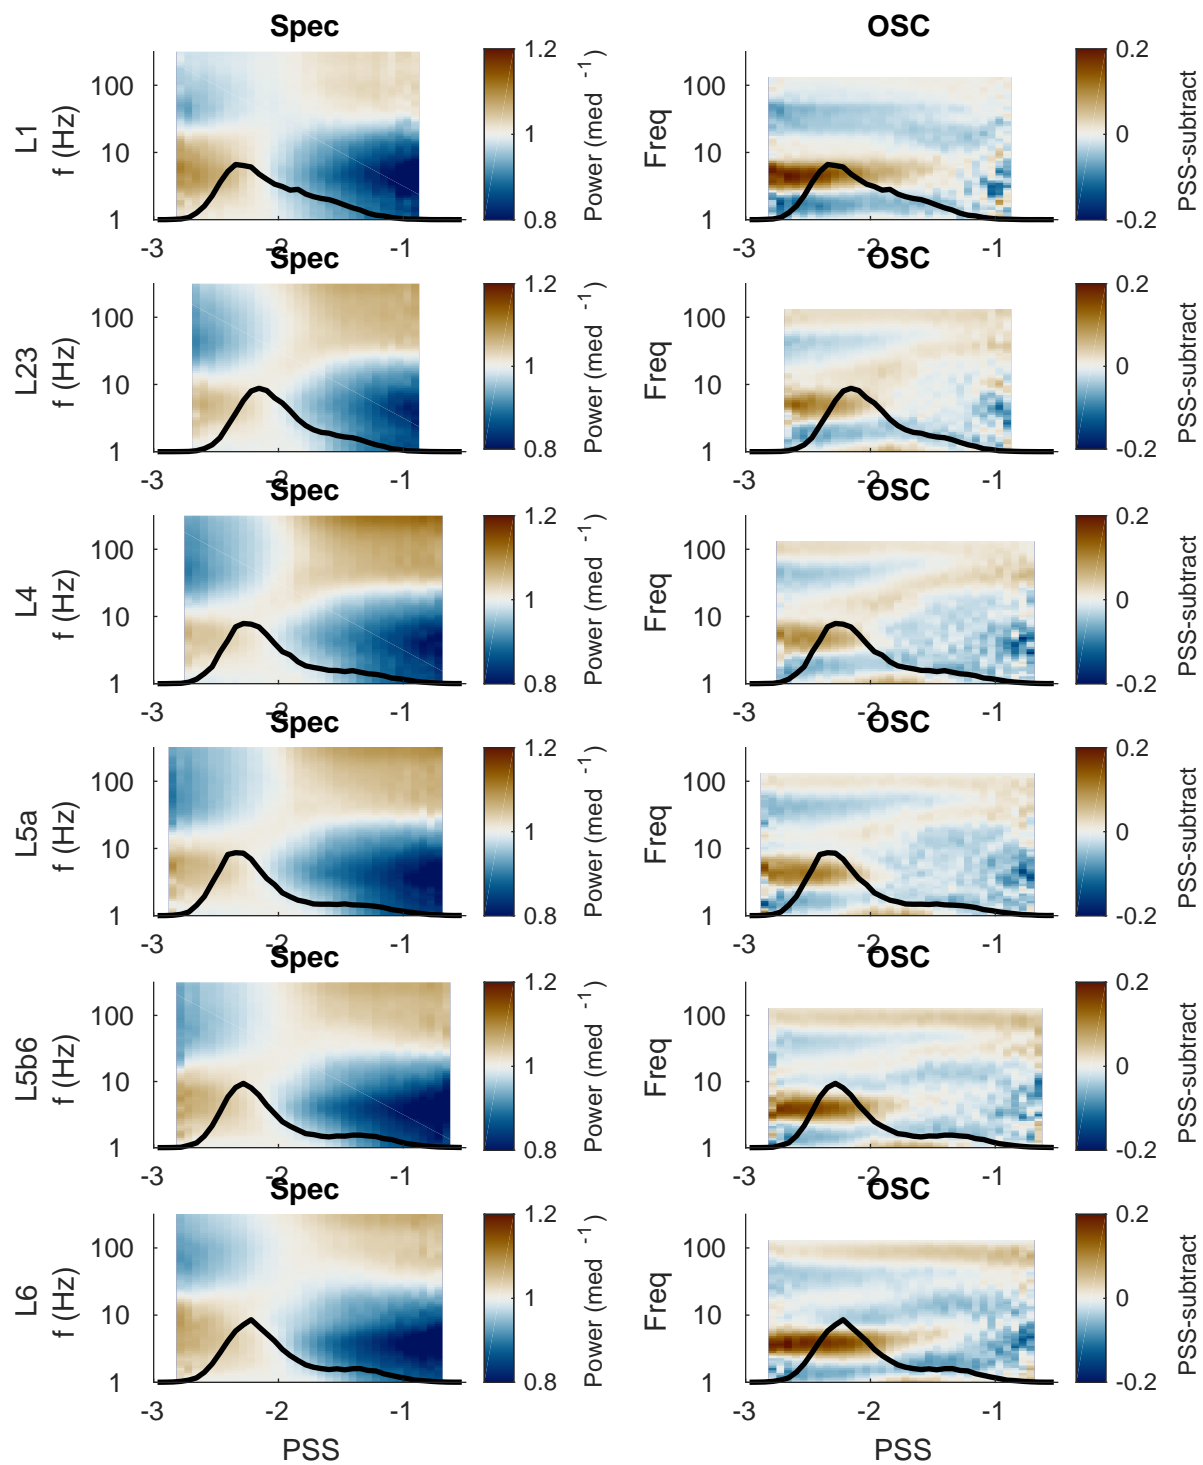 Spec
OSC
L1
f (Hz)
100
10
1
-3
-2
-1
1.2
1
0.8
Power (med -1)
Freq
100
10
1
-3
-2
-1
0.2
0
-0.2
PSS-subtract
Spec
OSC
L23
f (Hz)
100
10
1
-3
-2
-1
1.2
1
0.8
Power (med -1)
Freq
100
10
1
-3
-2
-1
0.2
0
-0.2
PSS-subtract
Spec
OSC
L4
f (Hz)
100
10
1
-3
-2
-1
1.2
1
0.8
Power (med -1)
Freq
100
10
1
-3
-2
-1
0.2
0
-0.2
PSS-subtract
Spec
OSC
L5a
f (Hz)
100
10
1
-3
-2
-1
1.2
1
0.8
Power (med -1)
Freq
100
10
1
-3
-2
-1
0.2
0
-0.2
PSS-subtract
Spec
OSC
L5b6
f (Hz)
100
10
1
-3
-2
-1
1.2
1
0.8
Power (med -1)
Freq
100
10
1
-3
-2
-1
0.2
0
-0.2
PSS-subtract
Spec
OSC
L6
f (Hz)
100
10
1
-3
-2
-1
PSS
1.2
1
0.8
Power (med -1)
Freq
100
10
1
-3
-2
-1
PSS
0.2
0
-0.2
PSS-subtract